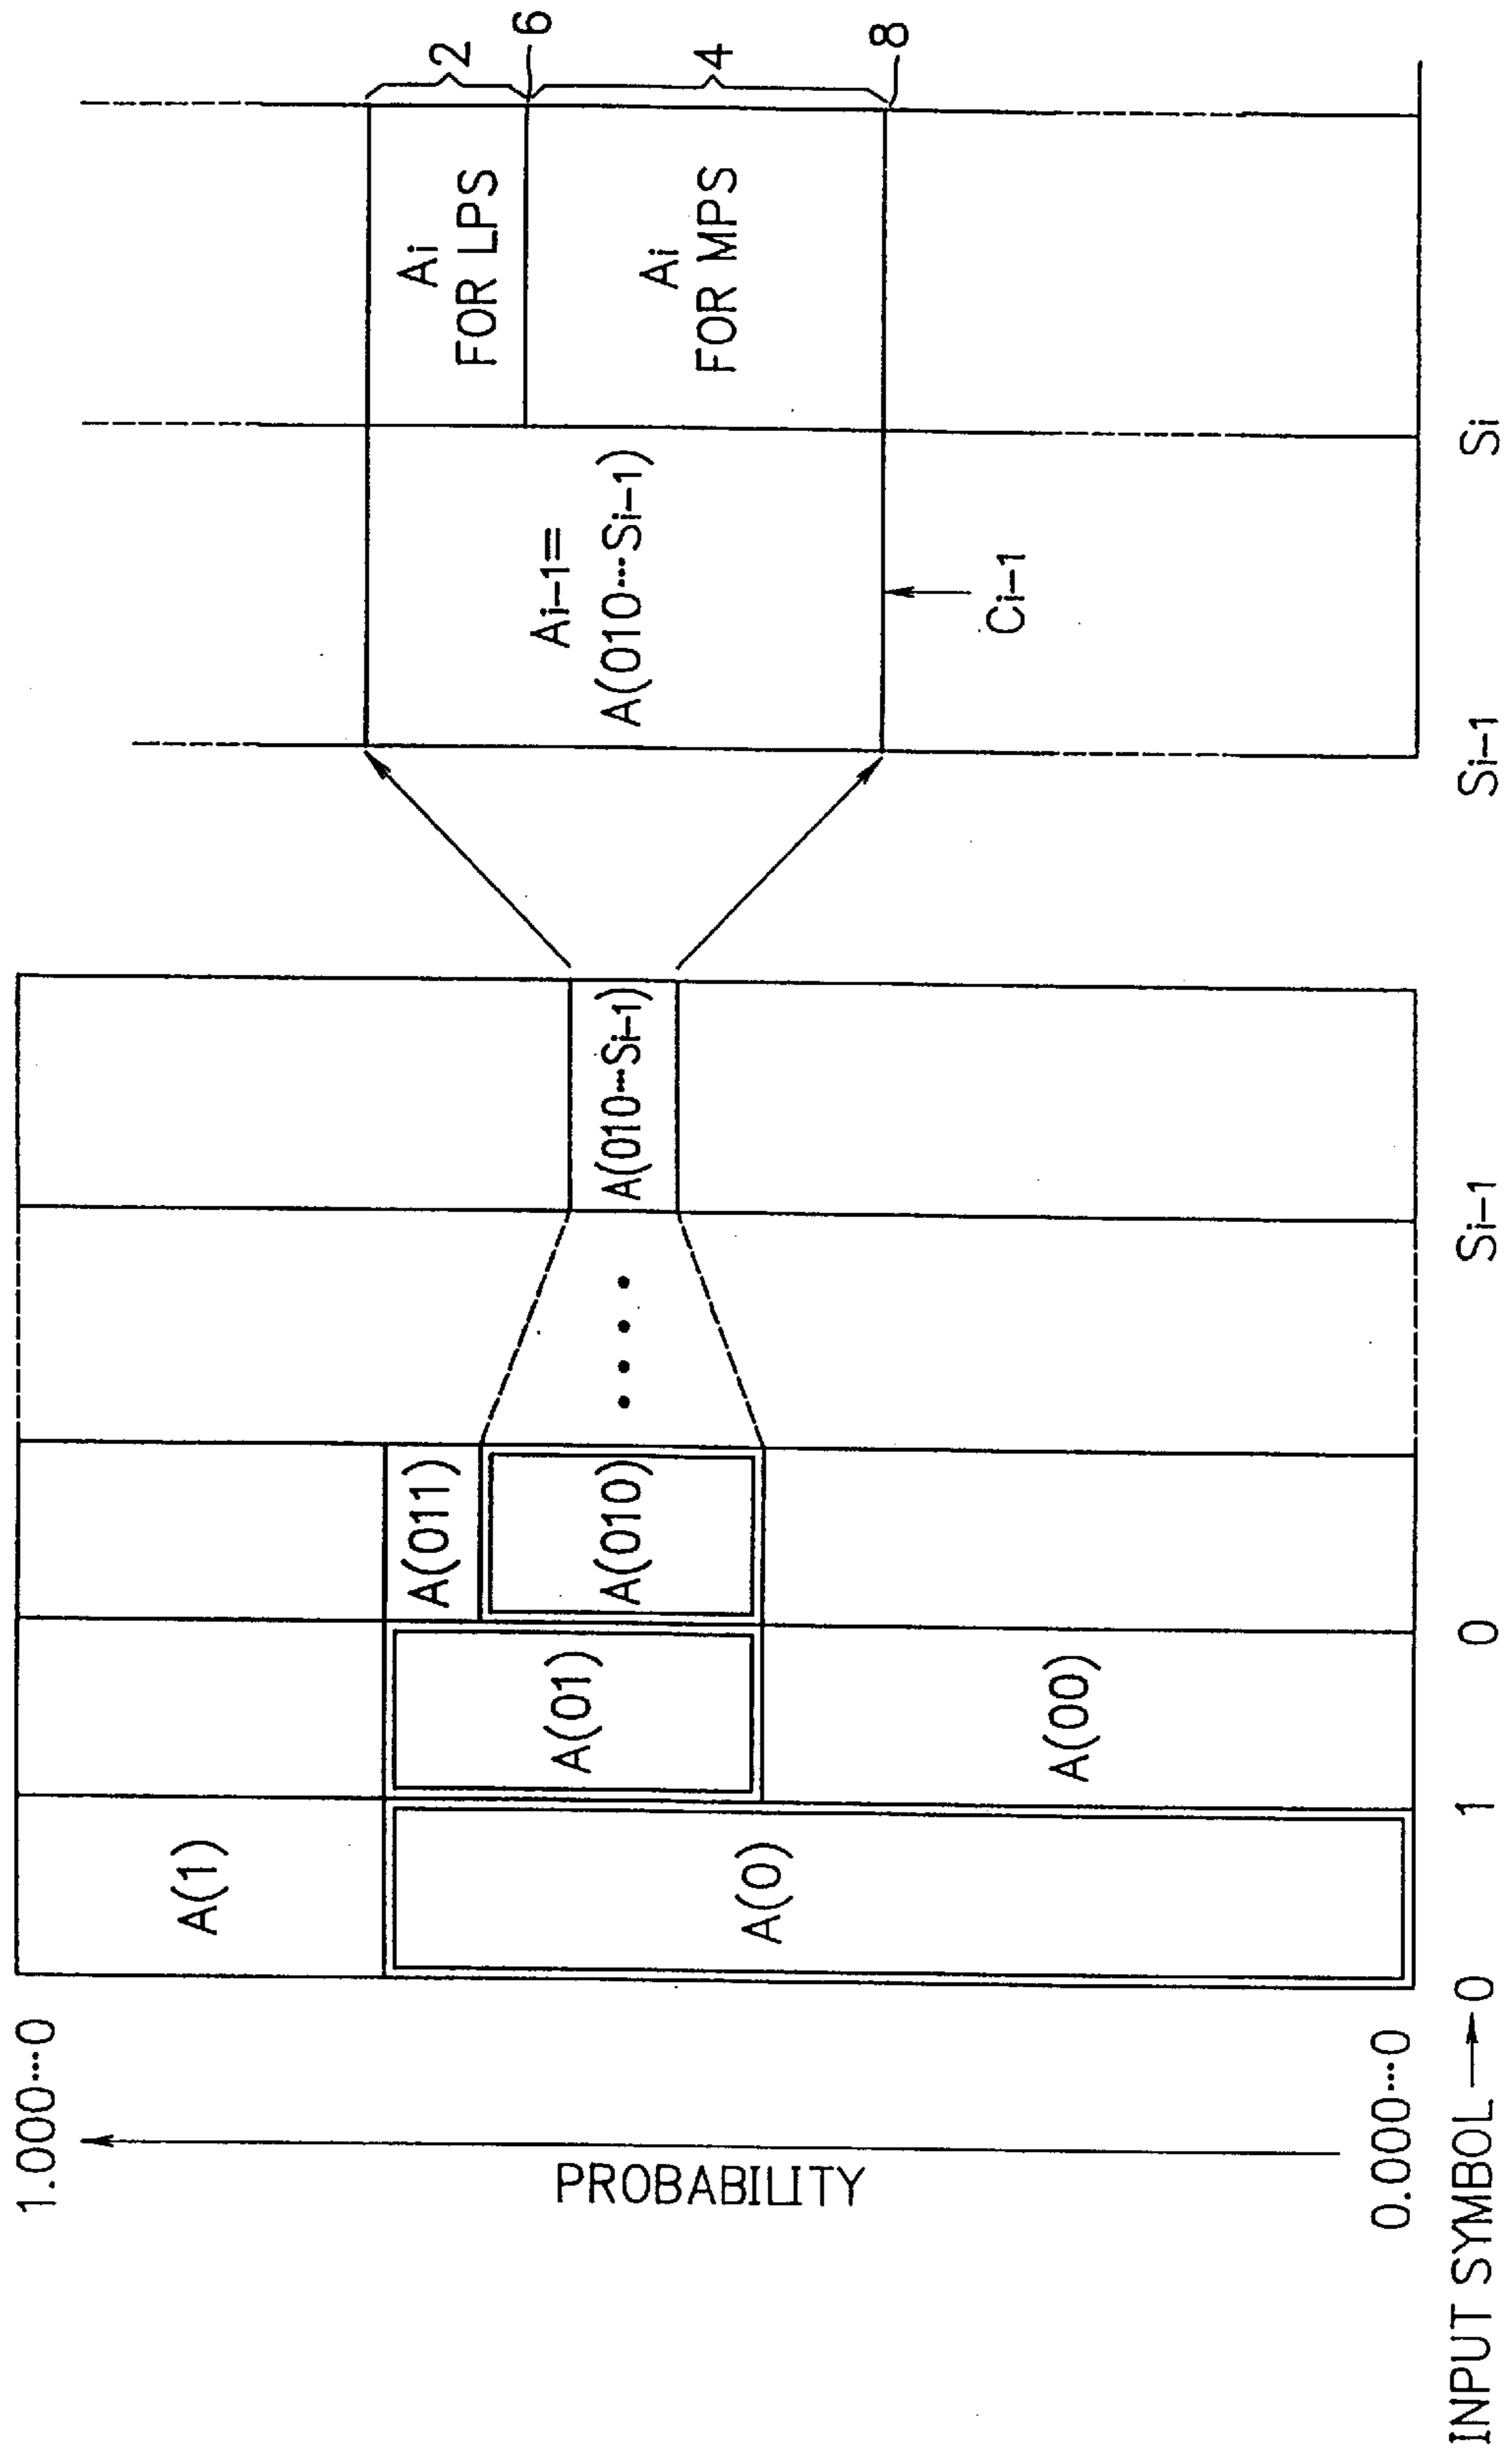 1.000···0
PROBABILITY
0.000···0
INPUT SYMBOL → 0 1 0 Si−1 Si−1 Si
A(1)
A(0)
A(01)
A(00)
A(011)
A(010)
A(010···Si−1)
Ai−1=
A(010···Si−1)
Ci−1
Ai
FOR LPS
Ai
FOR MPS
2
6
4
8